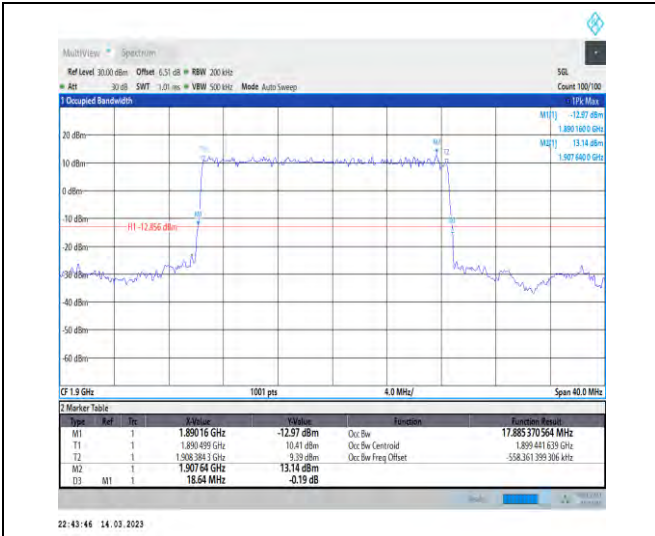 MultiView Spectrum
Ref Level 30.00 dBm Offset 6.51 dB RBW 200 kHz SGL
Att 30 dB SWT 1.01 ms VBW 500 kHz Mode Auto Sweep Count 100/100
1 Occupied Bandwidth 1Pk Max
M1[1] -12.97 dBm
1.890 160 0 GHz
20 dBm
M2[1] 13.14 dBm
1.907 640 0 GHz
M2
T2
10 dBm
0 dBm
-10 dBm
H1 -12.856 dBm
-20 dBm
-30 dBm
-40 dBm
-50 dBm
-60 dBm
CF 1.9 GHz 1001 pts 4.0 MHz/ Span 40.0 MHz
2 Marker Table
Type Ref Trc X-Value Y-Value Function Function Result
M1 1 1.89016 GHz -12.97 dBm Occ Bw 17.885 370 564 MHz
T1 1 1.890 499 GHz 10.41 dBm Occ Bw Centroid 1.899 441 639 GHz
T2 1 1.908 384 3 GHz 9.39 dBm Occ Bw Freq Offset -558.361 399 306 kHz
M2 1 1.90764 GHz 13.14 dBm
D3 M1 1 18.64 MHz -0.19 dB
22:43:46 14.03.2023